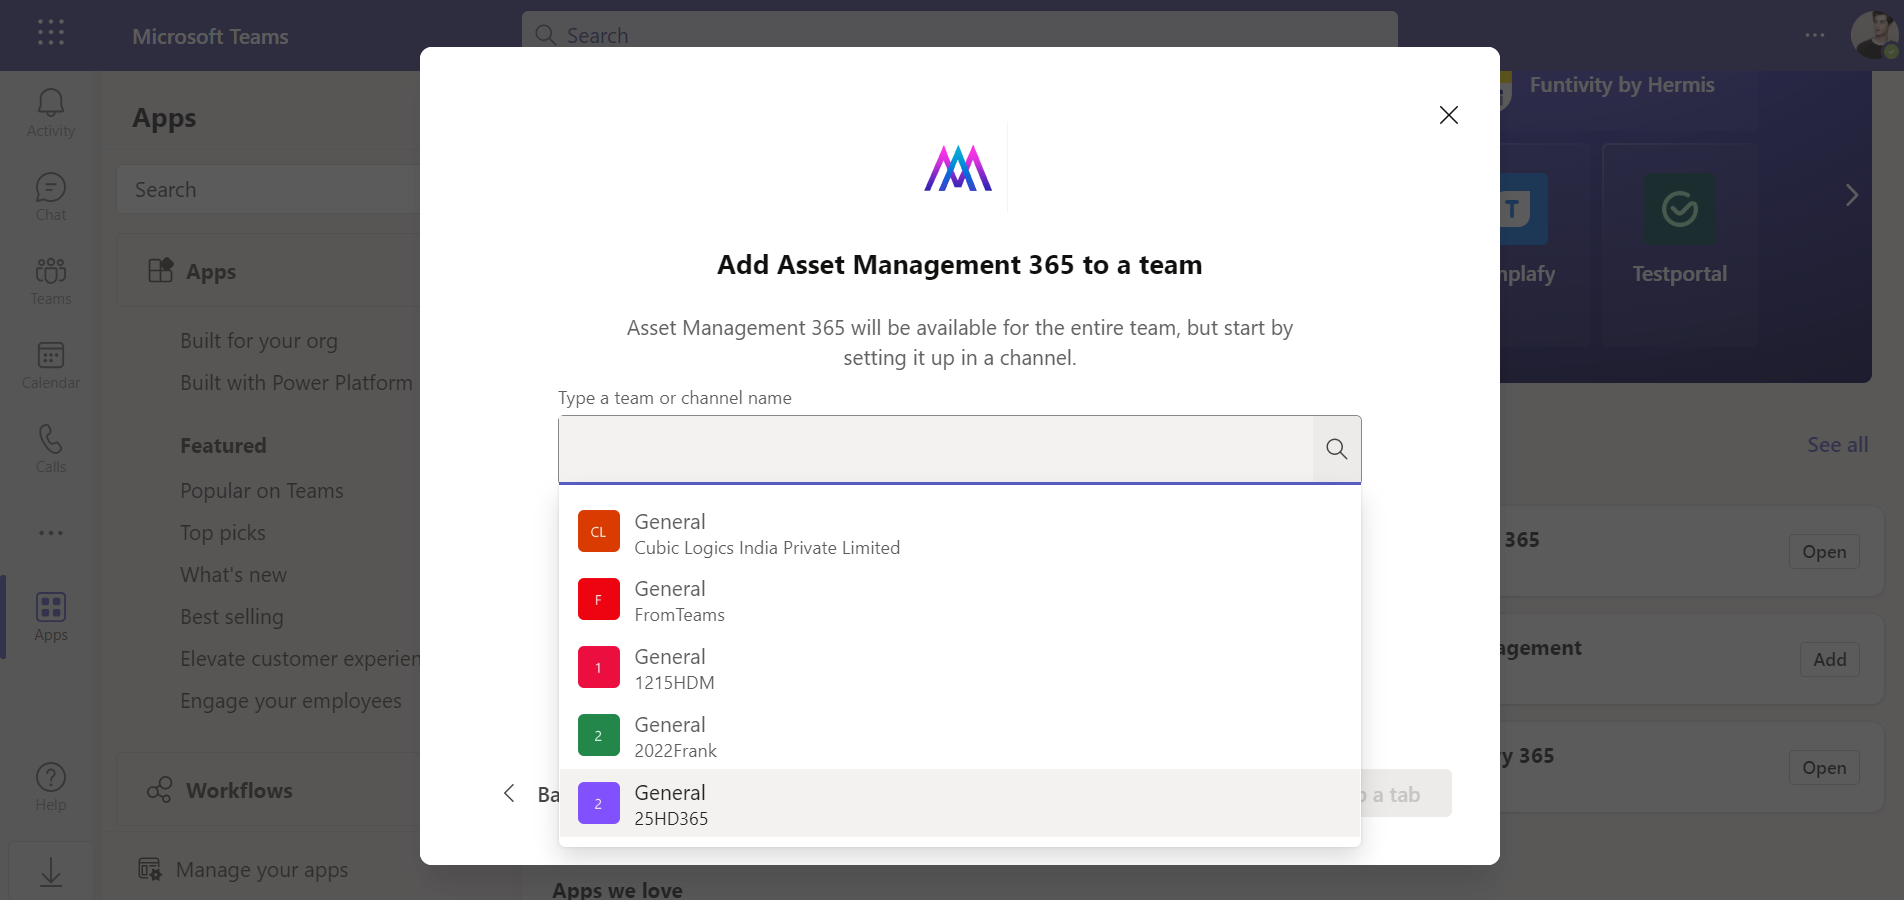 Microsoft Teams
Search
Activity
Chat
Teams
Calendar
Calls
Apps
Help
Apps
Search
Apps
Built for your org
Built with Power Platform
Featured
Popular on Teams
Top picks
What's new
Best selling
Elevate customer experien
Engage your employees
Workflows
Manage your apps
Add Asset Management 365 to a team
Asset Management 365 will be available for the entire team, but start by
setting it up in a channel.
Type a team or channel name
CL
General
Cubic Logics India Private Limited
F
General
FromTeams
1
General
1215HDM
2
General
2022Frank
2
General
25HD365
Ba
p a tab
Funtivity by Hermis
T
nplafy
Testportal
See all
365
Open
agement
Add
y 365
Open
Apps we love